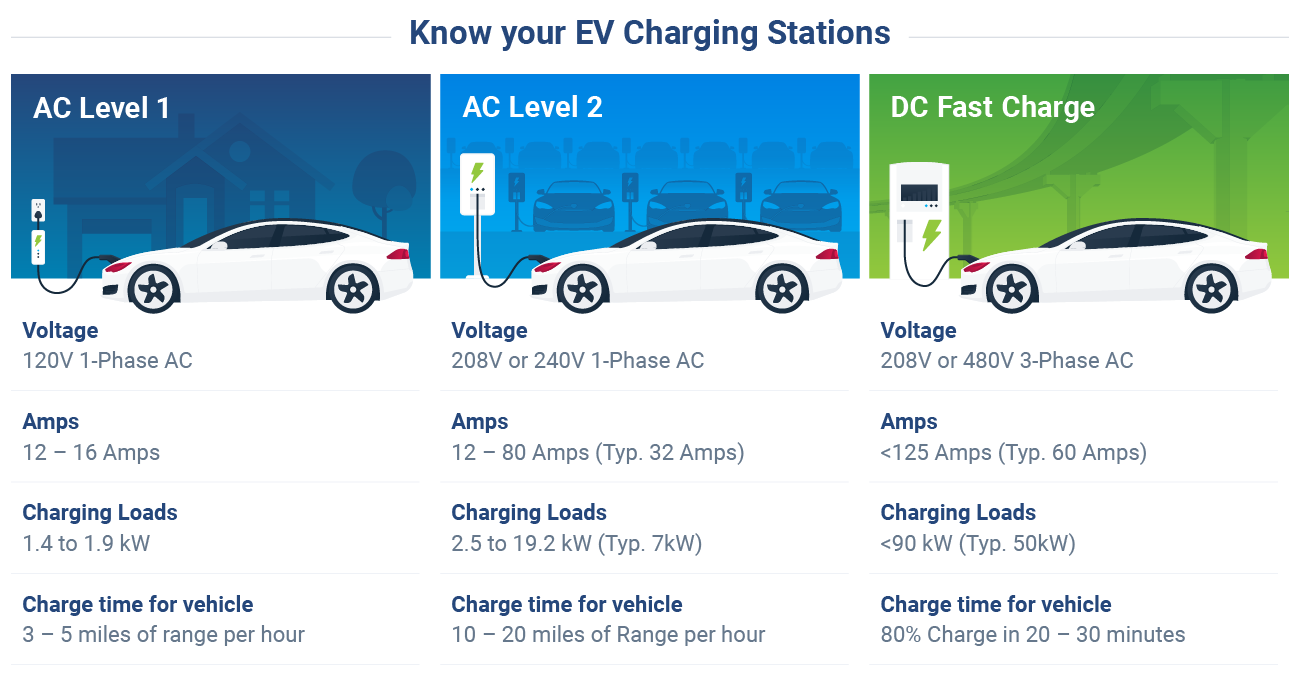 Know your EV Charging Stations
AC Level 1
Voltage
120V 1-Phase AC
Amps
12 – 16 Amps
Charging Loads
1.4 to 1.9 kW
Charge time for vehicle
3 – 5 miles of range per hour
AC Level 2
Voltage
208V or 240V 1-Phase AC
Amps
12 – 80 Amps (Typ. 32 Amps)
Charging Loads
2.5 to 19.2 kW (Typ. 7kW)
Charge time for vehicle
10 – 20 miles of Range per hour
DC Fast Charge
Voltage
208V or 480V 3-Phase AC
Amps
<125 Amps (Typ. 60 Amps)
Charging Loads
<90 kW (Typ. 50kW)
Charge time for vehicle
80% Charge in 20 – 30 minutes